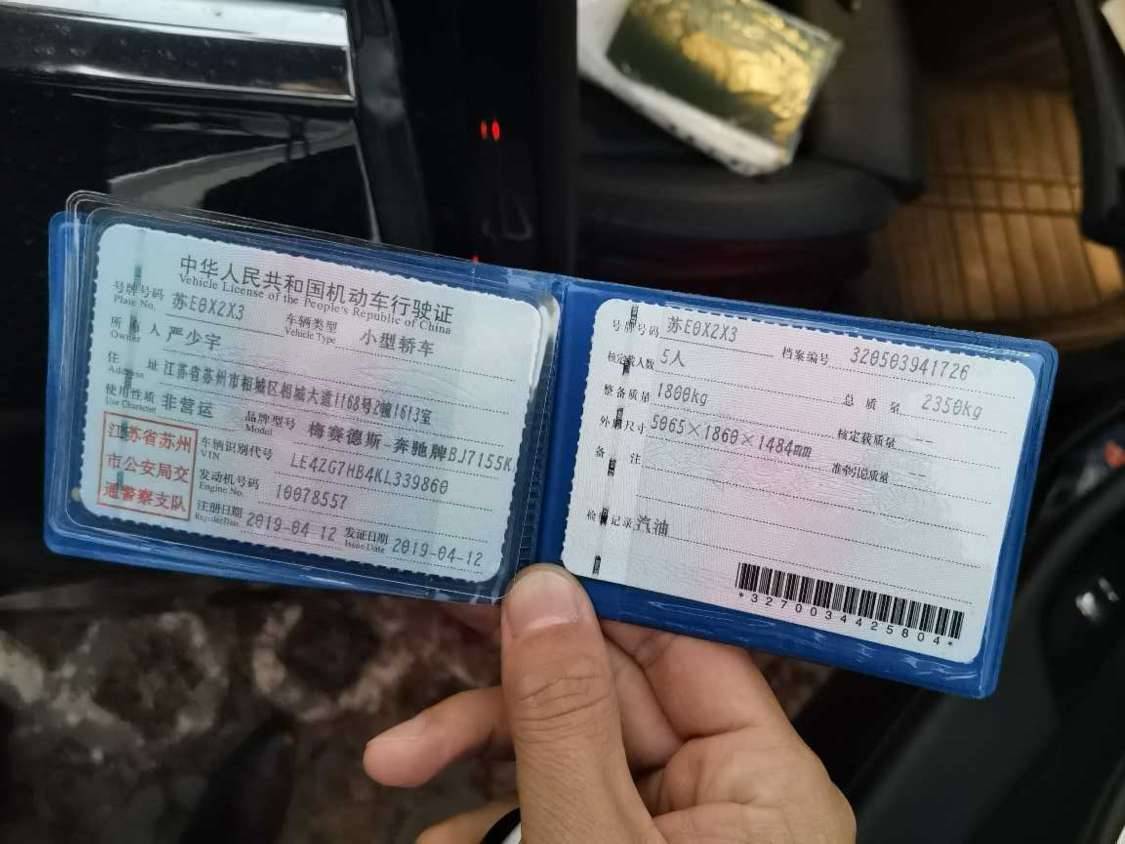 中华人民共和国机动车行驶证
Vehicle License of the People's Republic of China
号牌号码 苏E0X2X3 车辆类型 小型轿车
Plate No. Vehicle Type
所有人 严少宇
Owner
住址 江苏省苏州市相城区相城大道1168号2幢1613室
Address
使用性质 非营运 品牌型号 梅赛德斯-奔驰牌BJ7155K
Use Character Model
江苏省苏州
市公安局交
通警察支队
车辆识别代号 LE4ZG7HB4KL339860
VIN
发动机号码 10078557
Engine No.
注册日期 2019-04-12 发证日期 2019-04-12
Register Date Issue Date
号牌号码 苏E0X2X3 档案编号 320503941726
核定载人数 5人 总质量 2350kg
整备质量 1800kg 核定载质量 --
外廓尺寸 5065×1860×1484mm 准牵引总质量 --
备注
检验记录 汽油
*3270034425804*